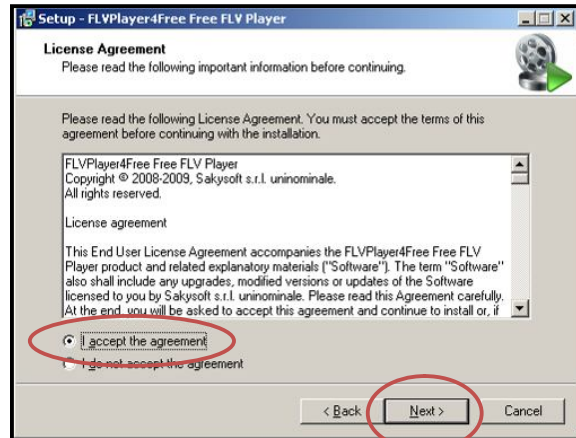 Setup - FLVPlayer4Free Free FLV Player
License Agreement
Please read the following important information before continuing.
Please read the following License Agreement. You must accept the terms of this
agreement before continuing with the installation.
FLVPlayer4Free Free FLV Player
Copyright © 2008-2009, Sakysoft s.r.l. uninominale.
All rights reserved.
License agreement
This End User License Agreement accompanies the FLVPlayer4Free Free FLV
Player product and related explanatory materials ("Software"). The term "Software"
also shall include any upgrades, modified versions or updates of the Software
licensed to you by Sakysoft s.r.l. uninominale. Please read this Agreement carefully.
At the end, you will be asked to accept this agreement and continue to install or, if
I accept the agreement
I do not accept the agreement
< Back
Next >
Cancel